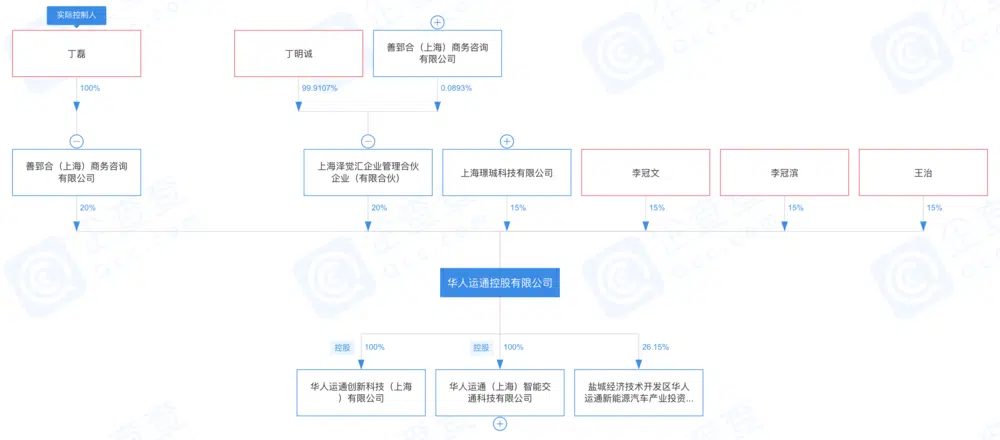 实际控制人
丁磊
丁明诚
善郅合（上海）商务咨询
有限公司
100%
99.9107%
0.0893%
善郅合（上海）商务咨询
有限公司
上海泽觉汇企业管理合伙
企业（有限合伙）
上海璟珹科技有限公司
李冠文
李冠滨
王治
20%
20%
15%
15%
15%
15%
华人运通控股有限公司
控股
100%
控股
100%
26.15%
华人运通创新科技（上海
）有限公司
华人运通（上海）智能交
通科技有限公司
盐城经济技术开发区华人
运通新能源汽车产业投资...